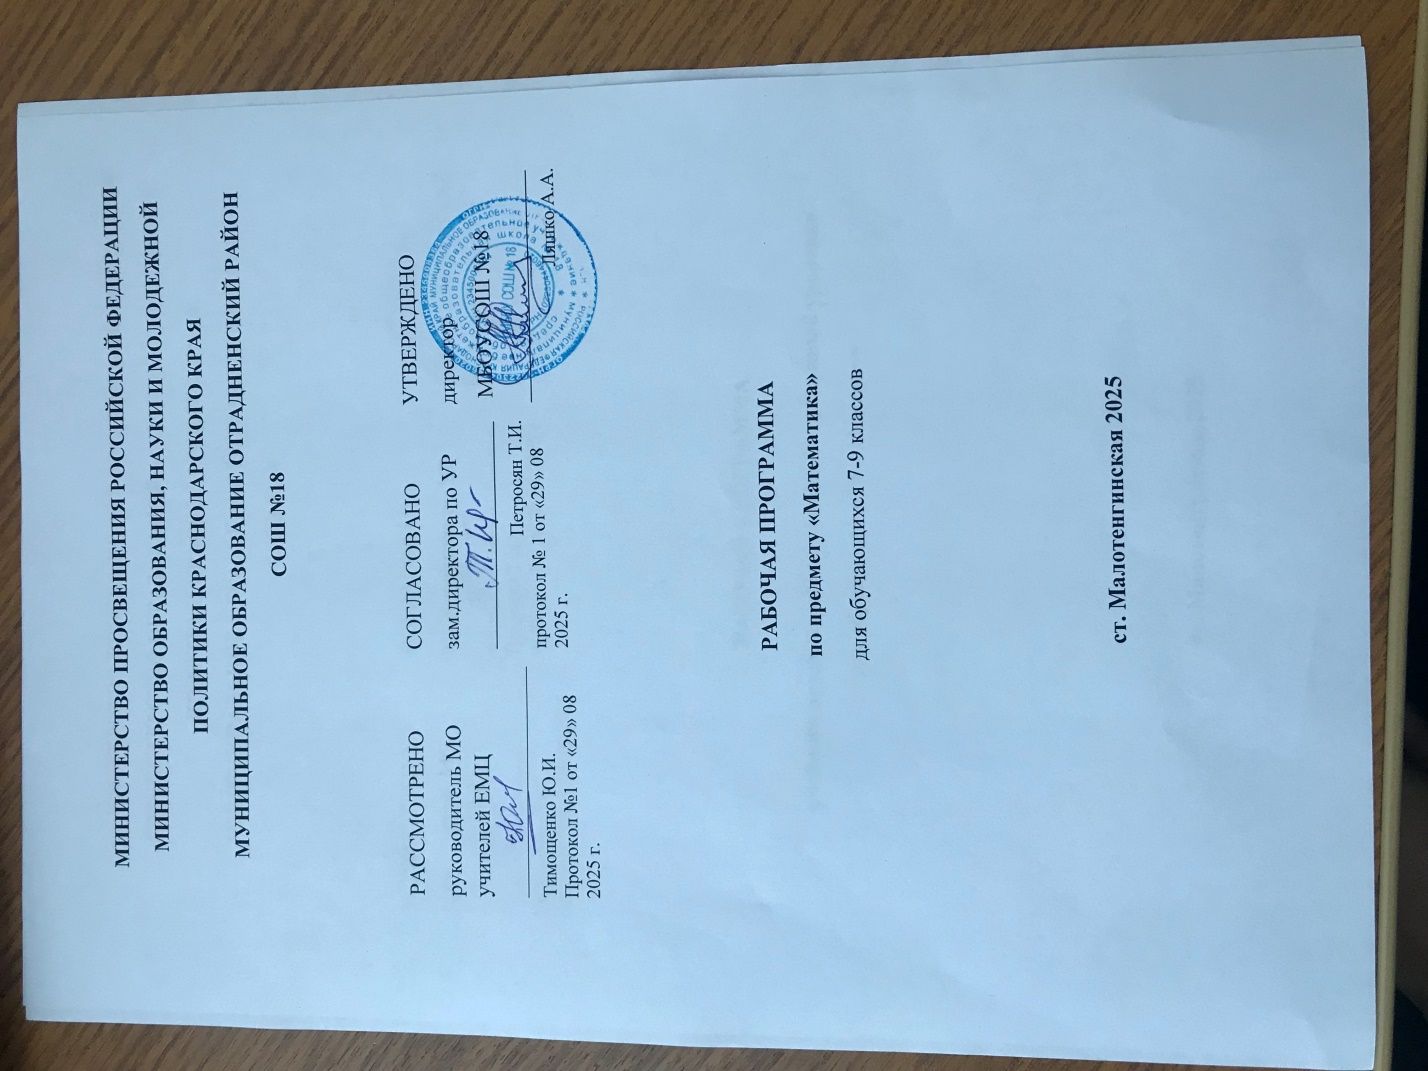 МИНИСТЕРСТВО ПРОСВЕЩЕНИЯ РОССИЙСКОЙ ФЕДЕРАЦИИ
МИНИСТЕРСТВО ОБРАЗОВАНИЯ, НАУКИ И МОЛОДЕЖНОЙ
ПОЛИТИКИ КРАСНОДАРСКОГО КРАЯ
МУНИЦИПАЛЬНОЕ ОБРАЗОВАНИЕ ОТРАДНЕНСКИЙ РАЙОН
СОШ №18
РАССМОТРЕНО
руководитель МО
учителей ЕМЦ
Тимощенко Ю.И.
Протокол №1 от «29» 08
2025 г.
СОГЛАСОВАНО
зам.директора по УР
Петросян Т.И.
протокол № 1 от «29» 08
2025 г.
УТВЕРЖДЕНО
директор
МБОУСОШ №18
Ляшко А.А.
СОШ № 18
РАБОЧАЯ ПРОГРАММА
по предмету «Математика»
для обучающихся 7-9 классов
ст. Малотенгинская 2025